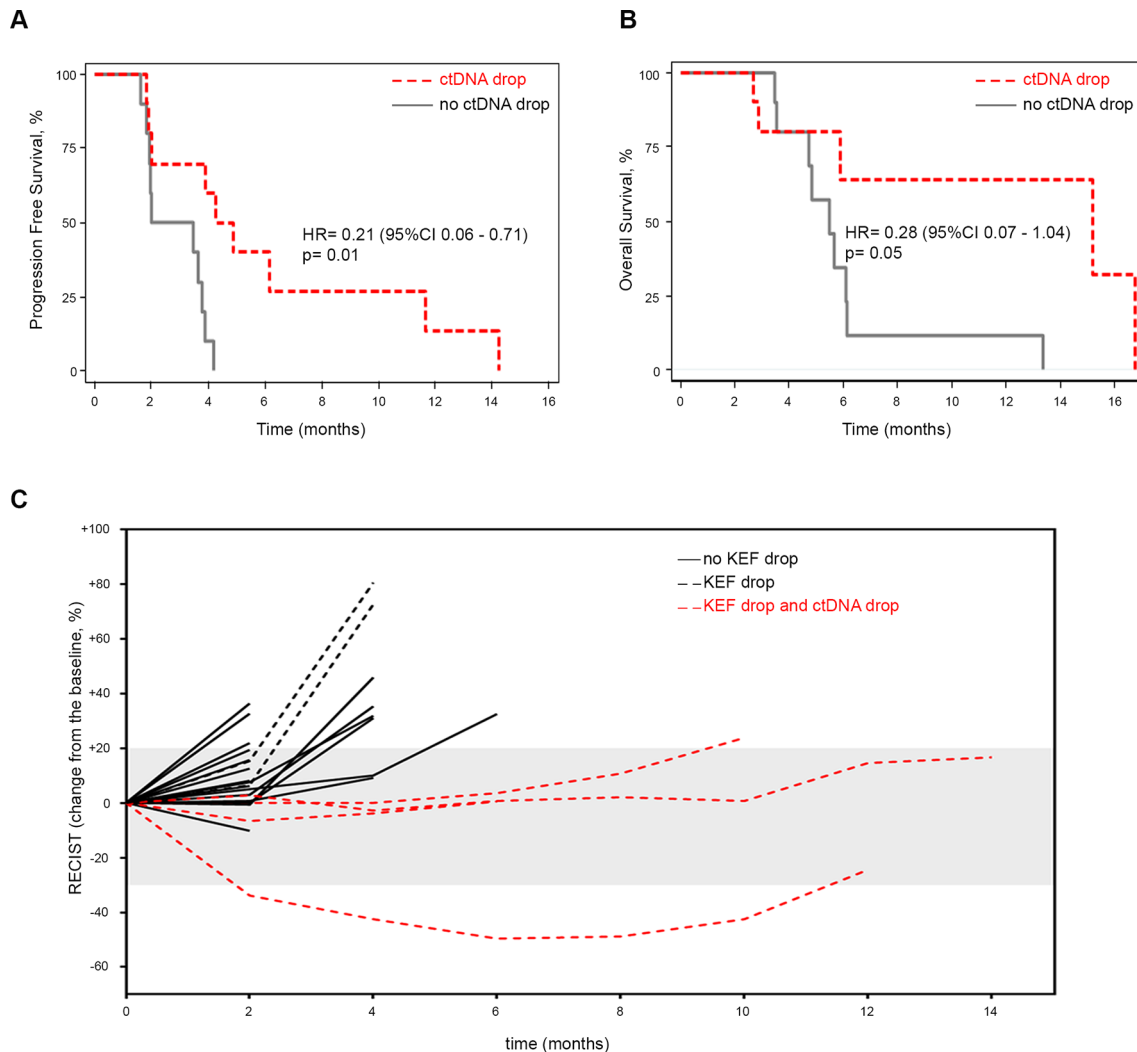 A
B
ctDNA drop
no ctDNA drop
HR= 0.21 (95%CI 0.06 - 0.71)
p= 0.01
Progression Free Survival, %
100
75
50
25
0
0 2 4 6 8 10 12 14 16
Time (months)
ctDNA drop
no ctDNA drop
HR= 0.28 (95%CI 0.07 - 1.04)
p= 0.05
Overall Survival, %
100
75
50
25
0
0 2 4 6 8 10 12 14 16
Time (months)
C
no KEF drop
KEF drop
KEF drop and ctDNA drop
RECIST (change from the baseline, %)
+100
+80
+60
+40
+20
0
-20
-40
-60
0 2 4 6 8 10 12 14
time (months)